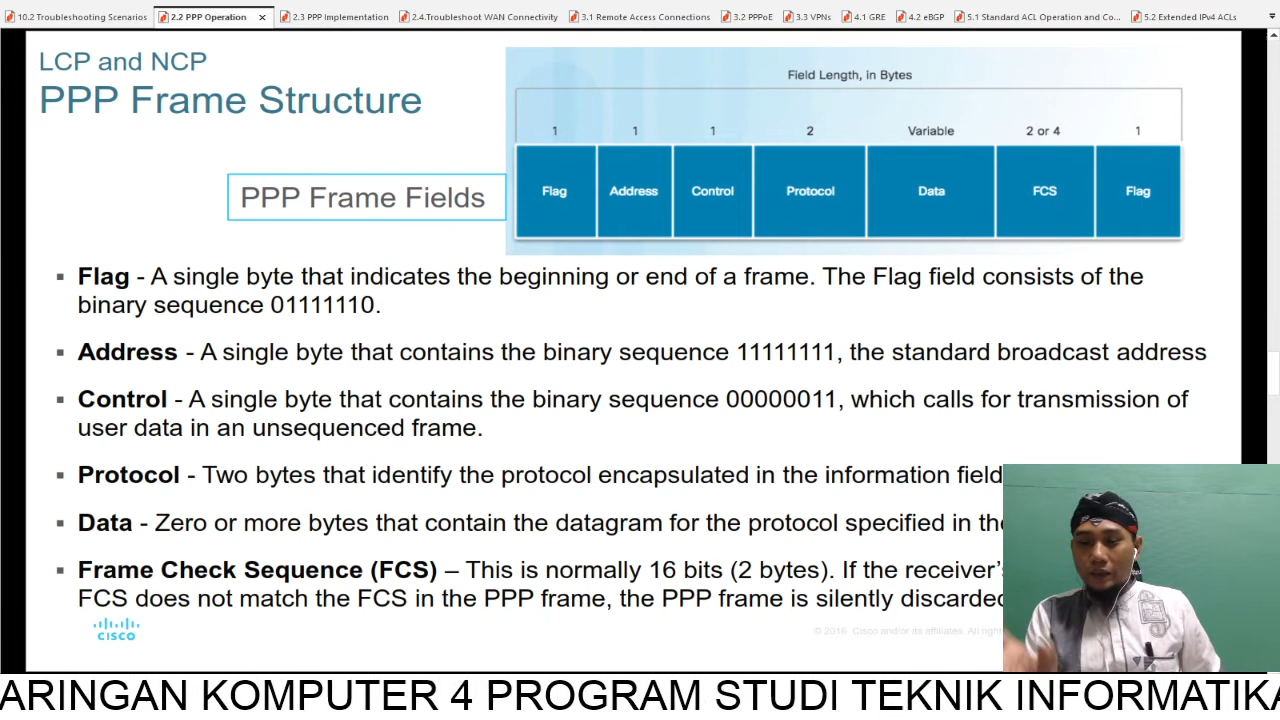 10.2 Troubleshooting Scenarios
2.2 PPP Operation
2.3 PPP Implementation
2.4.Troubleshoot WAN Connectivity
3.1 Remote Access Connections
3.2 PPPoE
3.3 VPNs
4.1 GRE
4.2 eBGP
5.1 Standard ACL Operation and Co...
5.2 Extended IPv4 ACLs
LCP and NCP
PPP Frame Structure
Field Length, in Bytes
1 1 1 2 Variable 2 or 4 1
PPP Frame Fields
Flag Address Control Protocol Data FCS Flag
▪ Flag - A single byte that indicates the beginning or end of a frame. The Flag field consists of the
binary sequence 01111110.
▪ Address - A single byte that contains the binary sequence 11111111, the standard broadcast address
▪ Control - A single byte that contains the binary sequence 00000011, which calls for transmission of
user data in an unsequenced frame.
▪ Protocol - Two bytes that identify the protocol encapsulated in the information field
▪ Data - Zero or more bytes that contain the datagram for the protocol specified in the
▪ Frame Check Sequence (FCS) – This is normally 16 bits (2 bytes). If the receiver's
FCS does not match the FCS in the PPP frame, the PPP frame is silently discarded
CISCO
© 2016 Cisco and/or its affiliates. All right
ARINGAN KOMPUTER 4 PROGRAM STUDI TEKNIK INFORMATIKA